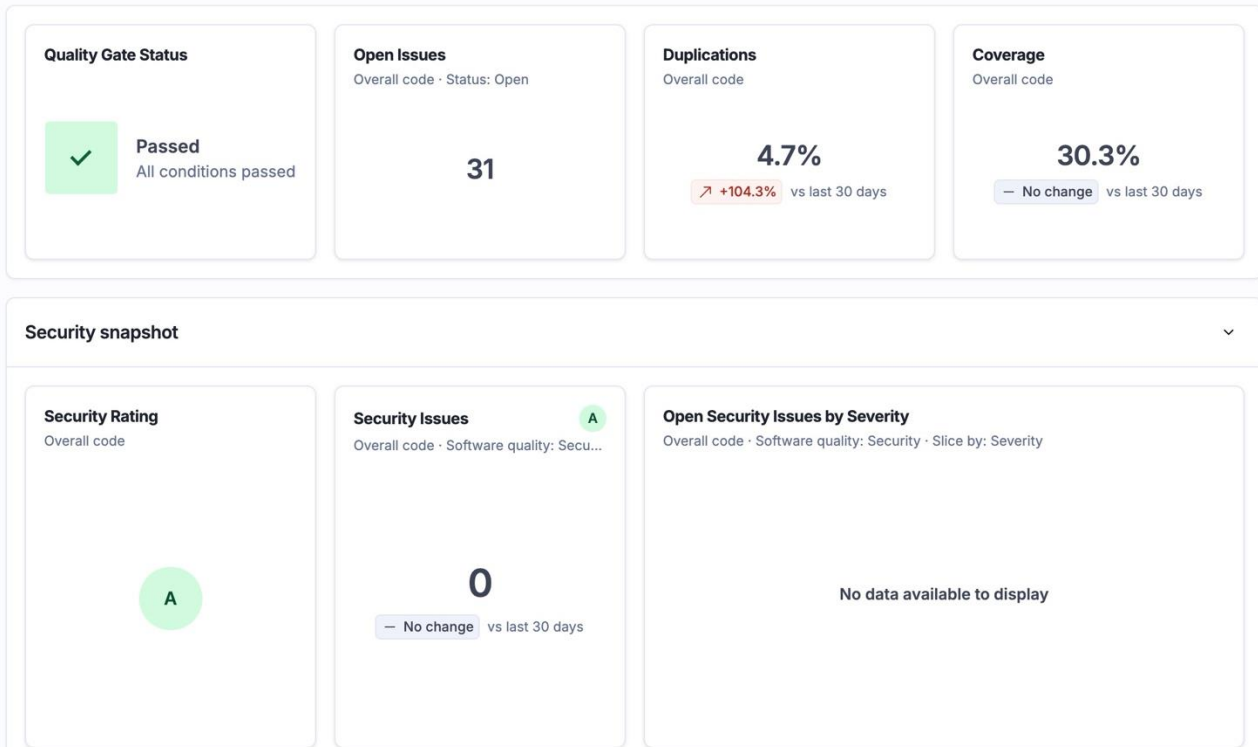 Quality Gate Status
Passed
All conditions passed
Open Issues
Overall code · Status: Open
31
Duplications
Overall code
4.7%
+104.3% vs last 30 days
Coverage
Overall code
30.3%
— No change vs last 30 days
Security snapshot
Security Rating
Overall code
A
Security Issues A
Overall code · Software quality: Secu...
0
— No change vs last 30 days
Open Security Issues by Severity
Overall code · Software quality: Security · Slice by: Severity
No data available to display